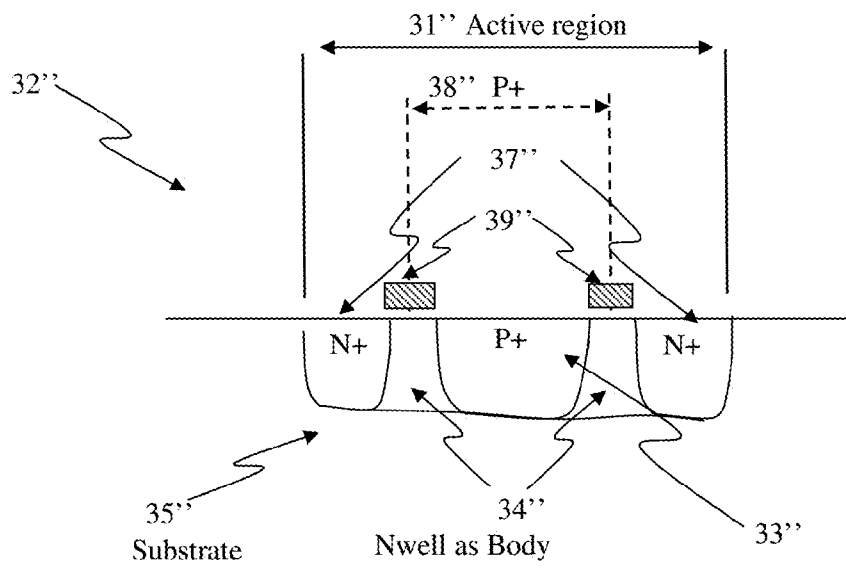 31’’ Active region
32’’
38’’ P+
37’’
39’’
N+ P+ N+
35’’ 34’’ 33’’
Substrate Nwell as Body